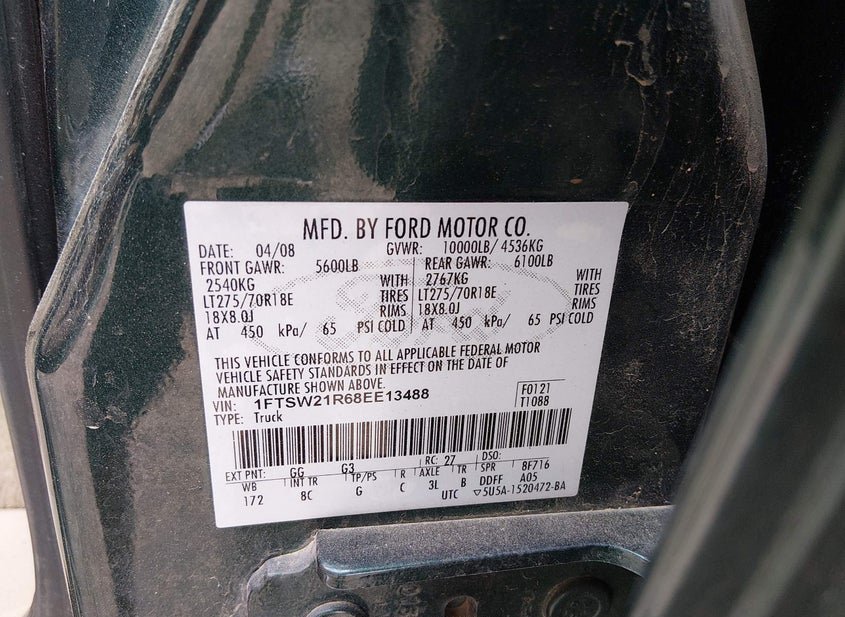 MFD. BY FORD MOTOR CO.
DATE: 04/08 GVWR: 10000LB/ 4536KG
FRONT GAWR: 5600LB REAR GAWR: 6100LB
2540KG WITH 2767KG WITH
LT275/70R18E TIRES LT275/70R18E TIRES
18X8.0J RIMS 18X8.0J RIMS
AT 450 kPa/ 65 PSI COLD AT 450 kPa/ 65 PSI COLD
THIS VEHICLE CONFORMS TO ALL APPLICABLE FEDERAL MOTOR
VEHICLE SAFETY STANDARDS IN EFFECT ON THE DATE OF
MANUFACTURE SHOWN ABOVE.
VIN: 1FTSW21R68EE13488 F0121
TYPE: Truck T1088
EXT PNT: GG G3 RC: 27 DSO:
WB INT TR TP/PS R AXLE TR SPR 8F716
172 8C G C 3L B DDFF A05
UTC ▽5U5A-1520472-BA